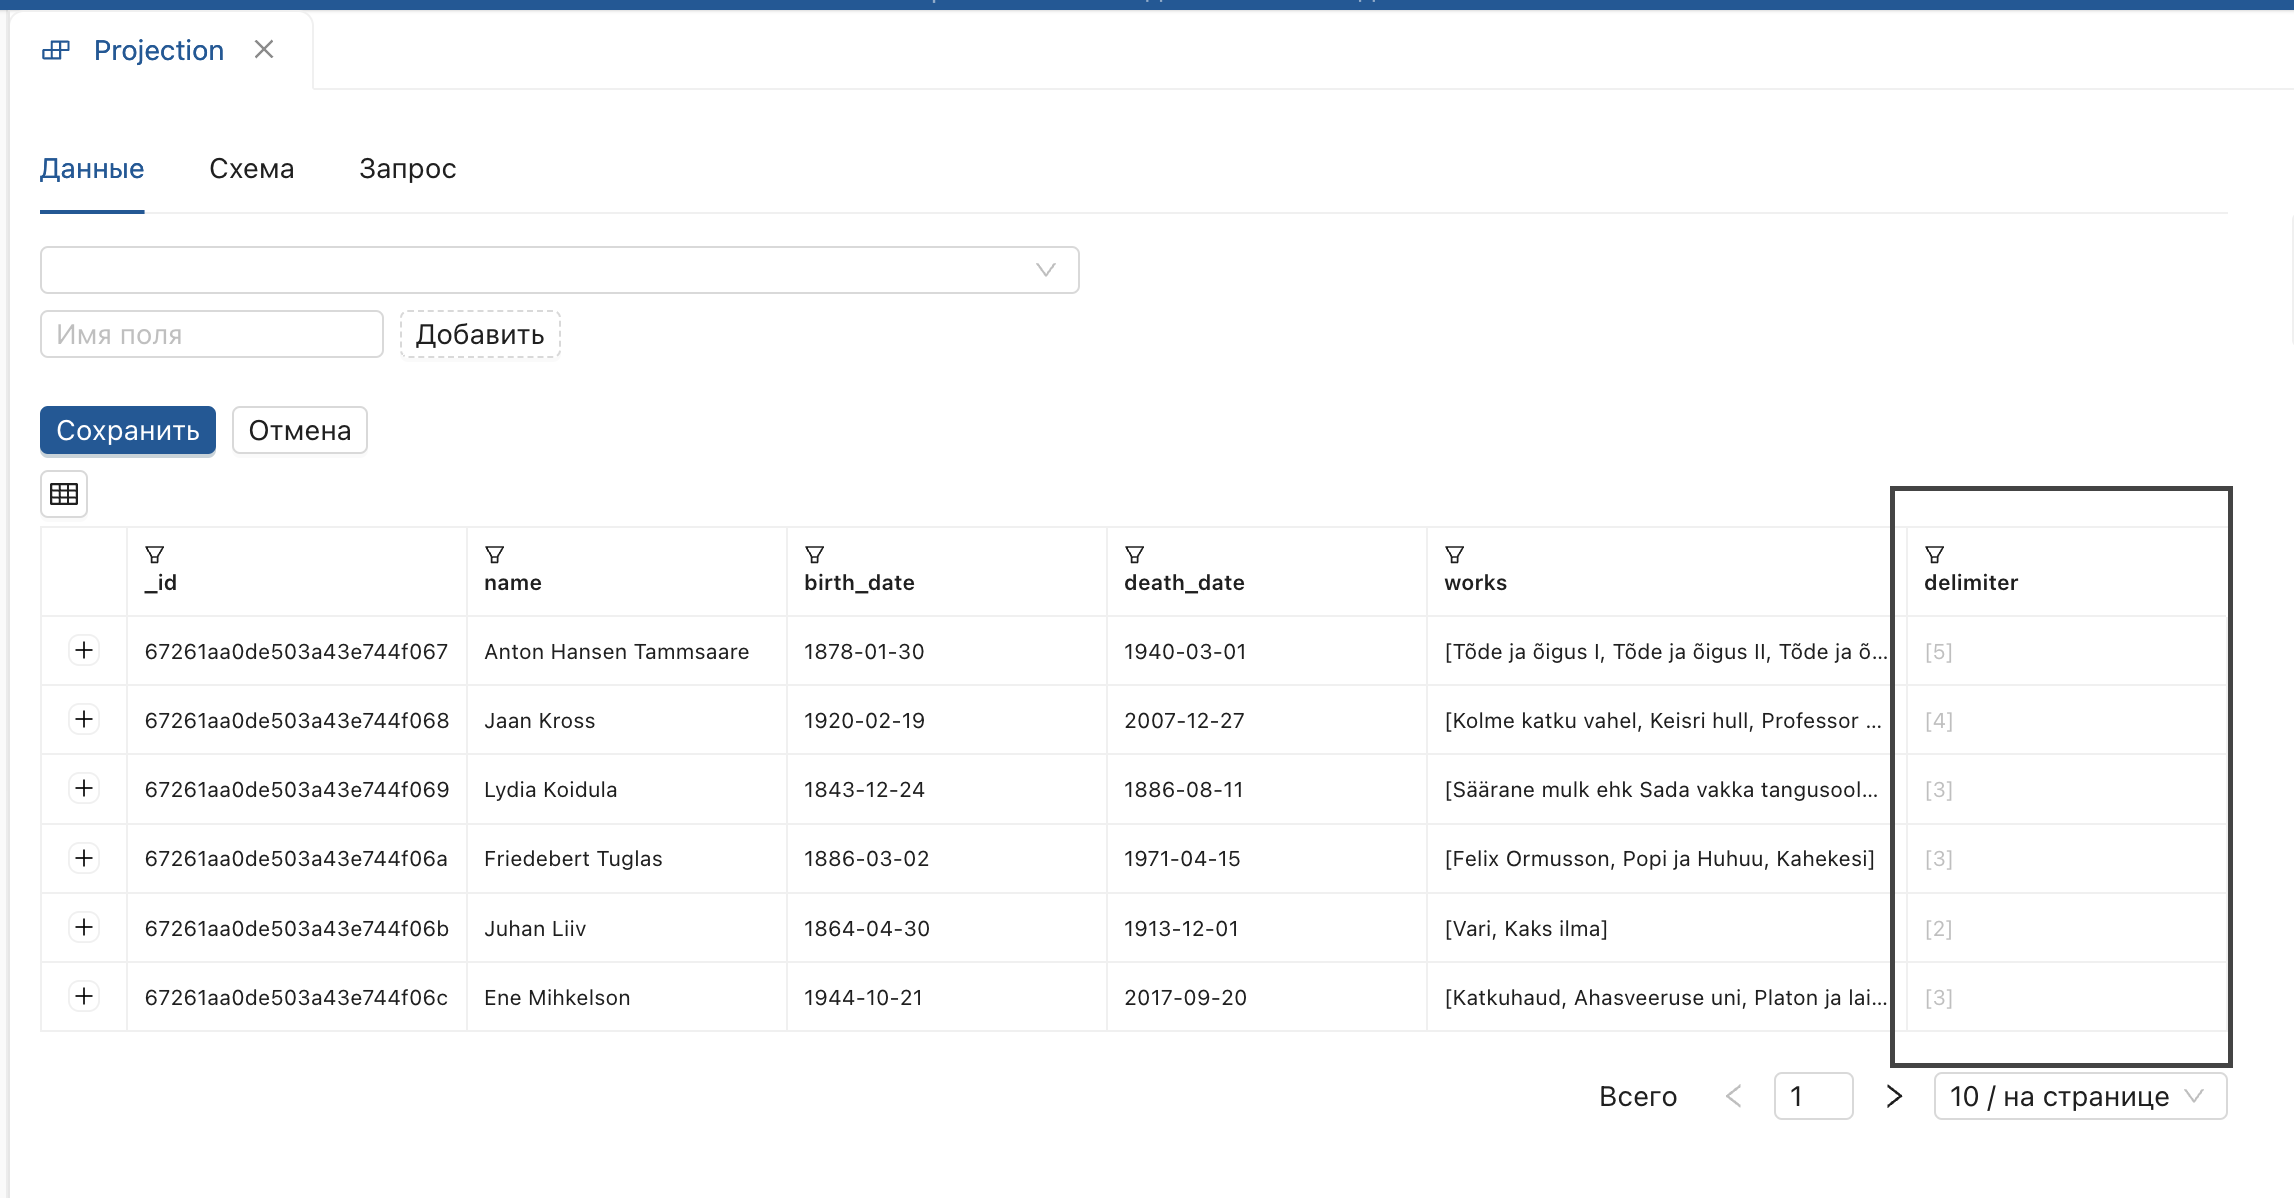 Projection
Данные Схема Запрос
Имя поля Добавить
Сохранить Отмена
_id name birth_date death_date works delimiter
67261aa0de503a43e744f067 Anton Hansen Tammsaare 1878-01-30 1940-03-01 [Tõde ja õigus I, Tõde ja õigus II, Tõde ja õ... [5]
67261aa0de503a43e744f068 Jaan Kross 1920-02-19 2007-12-27 [Kolme katku vahel, Keisri hull, Professor ... [4]
67261aa0de503a43e744f069 Lydia Koidula 1843-12-24 1886-08-11 [Säärane mulk ehk Sada vakka tangusool... [3]
67261aa0de503a43e744f06a Friedebert Tuglas 1886-03-02 1971-04-15 [Felix Ormusson, Popi ja Huhuu, Kahekesi] [3]
67261aa0de503a43e744f06b Juhan Liiv 1864-04-30 1913-12-01 [Vari, Kaks ilma] [2]
67261aa0de503a43e744f06c Ene Mihkelson 1944-10-21 2017-09-20 [Katkuhaud, Ahasveeruse uni, Platon ja lai... [3]
Всего < 1 > 10 / на странице